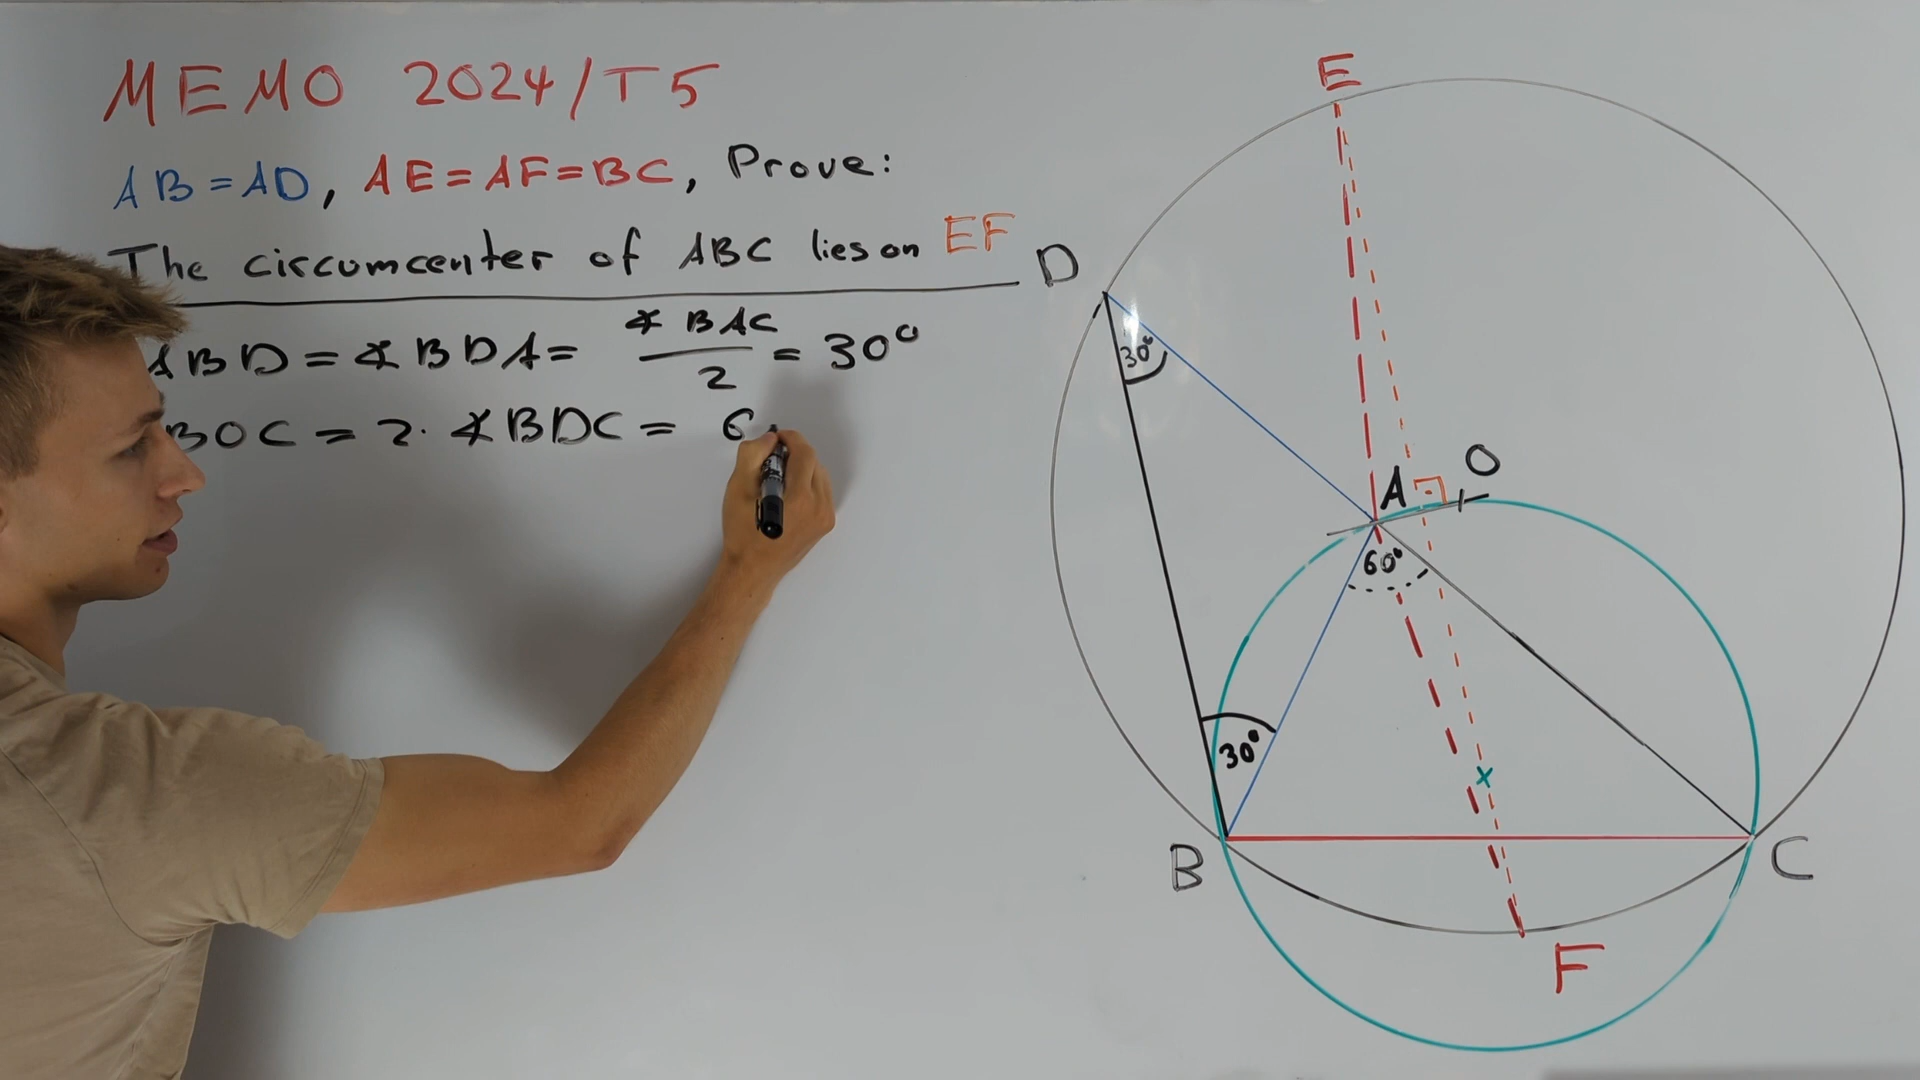 MEMO 2024/T5
AB=AD, AE=AF=BC, Prove:
The circumcenter of ABC lies on EF
ABD = ∢BDA = ∢BAC/2 = 30°
BOC = 2·∢BDC = 6
E
D
30°
A
O
60°
30°
B
C
F